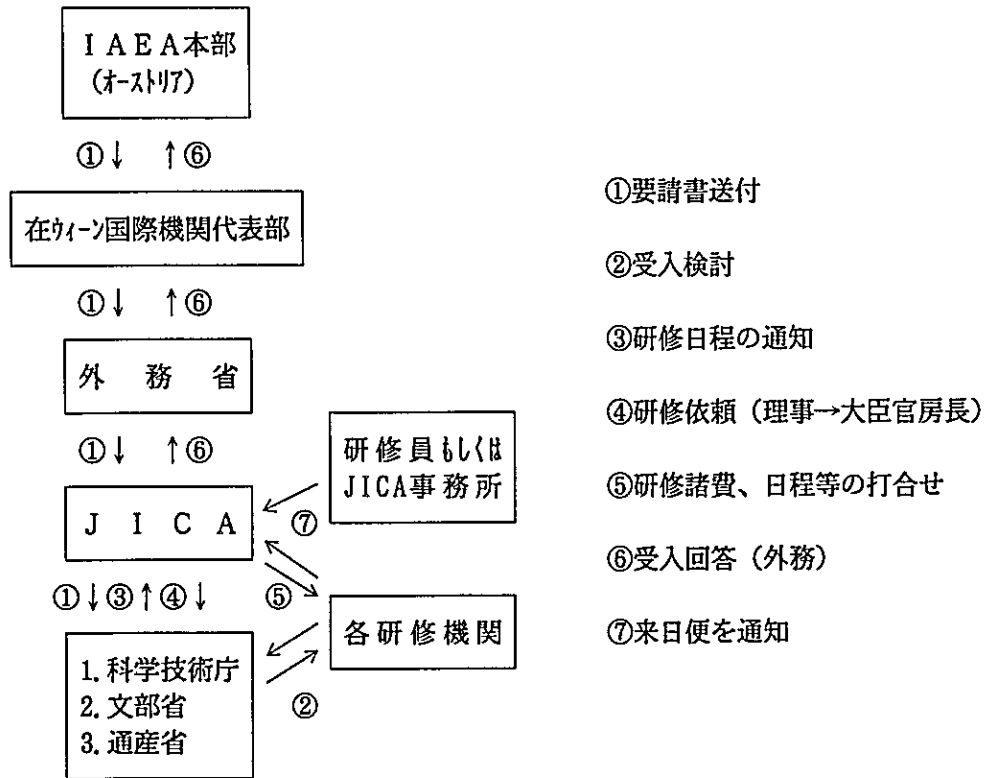 ＩＡＥＡ本部
(ｵｰｽﾄﾘｱ)
①↓ ↑⑥
在ｳｨｰﾝ国際機関代表部
①↓ ↑⑥
外務省
①↓ ↑⑥
研修員もしくは
JICA事務所
ＪＩＣＡ
⑦
①↓③↑④↓
⑤
各研修機関
1.科学技術庁
2.文部省
3.通産省
②
①要請書送付
②受入検討
③研修日程の通知
④研修依頼（理事→大臣官房長）
⑤研修諸費、日程等の打合せ
⑥受入回答（外務）
⑦来日便を通知